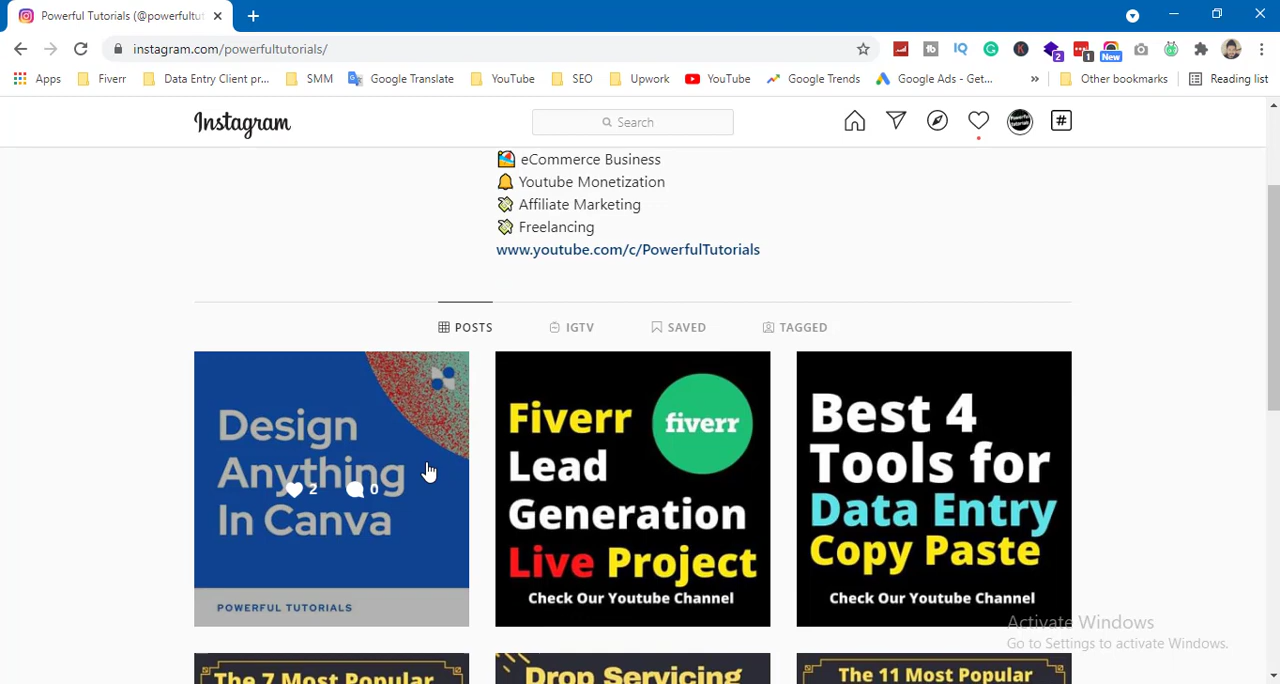 Powerful Tutorials (@powerfultut
instagram.com/powerfultutorials/
2
1
New
Apps Fiverr Data Entry Client pr... SMM Google Translate YouTube SEO Upwork YouTube Google Trends Google Ads - Get... » Other bookmarks Reading list
Instagram
Search
#
eCommerce Business
Youtube Monetization
Affiliate Marketing
Freelancing
www.youtube.com/c/PowerfulTutorials
POSTS IGTV SAVED TAGGED
Design
Anything
In Canva
2 0
POWERFUL TUTORIALS
Fiverr
fiverr
Lead
Generation
Live Project
Check Our Youtube Channel
Best 4
Tools for
Data Entry
Copy Paste
Check Our Youtube Channel
Activate Windows
Go to Settings to activate Windows.
The 7 Most Popular
Drop Servicing
The 11 Most Popular